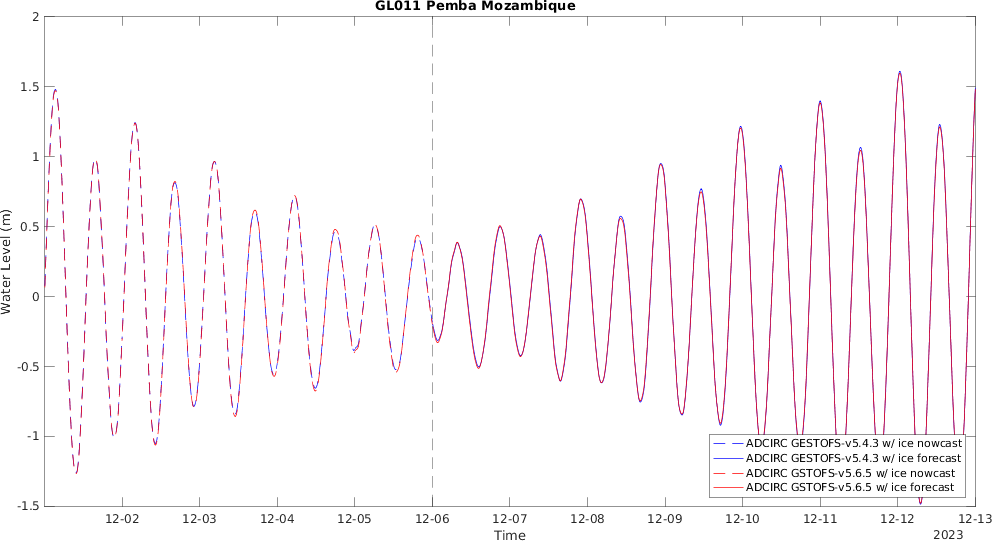 GL011 Pemba Mozambique
2
1.5
1
0.5
0
-0.5
-1
-1.5
Water Level (m)
ADCIRC GESTOFS-v5.4.3 w/ ice nowcast
ADCIRC GESTOFS-v5.4.3 w/ ice forecast
ADCIRC GSTOFS-v5.6.5 w/ ice nowcast
ADCIRC GSTOFS-v5.6.5 w/ ice forecast
12-02 12-03 12-04 12-05 12-06 12-07 12-08 12-09 12-10 12-11 12-12 12-13
Time
2023